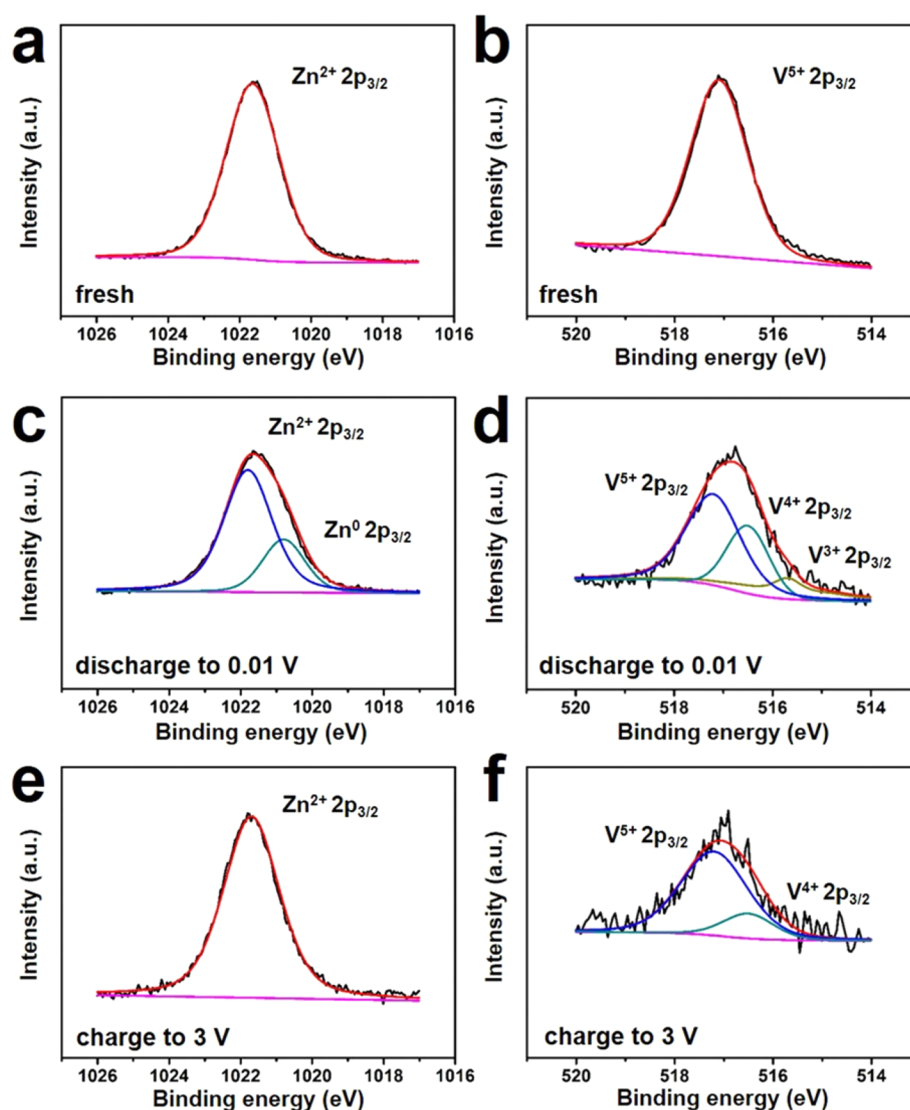 a
Intensity (a.u.)
Zn²⁺ 2p₃/₂
fresh
1026 1024 1022 1020 1018 1016
Binding energy (eV)
b
Intensity (a.u.)
V⁵⁺ 2p₃/₂
fresh
520 518 516 514
Binding energy (eV)
c
Intensity (a.u.)
Zn²⁺ 2p₃/₂
Zn⁰ 2p₃/₂
discharge to 0.01 V
1026 1024 1022 1020 1018 1016
Binding energy (eV)
d
Intensity (a.u.)
V⁵⁺ 2p₃/₂
V⁴⁺ 2p₃/₂
V³⁺ 2p₃/₂
discharge to 0.01 V
520 518 516 514
Binding energy (eV)
e
Intensity (a.u.)
Zn²⁺ 2p₃/₂
charge to 3 V
1026 1024 1022 1020 1018 1016
Binding energy (eV)
f
Intensity (a.u.)
V⁵⁺ 2p₃/₂
V⁴⁺ 2p₃/₂
charge to 3 V
520 518 516 514
Binding energy (eV)